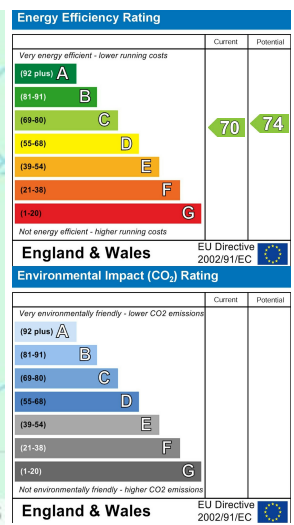 Energy Efficiency Rating
Current Potential
Very energy efficient - lower running costs
(92 plus) A
(81-91) B
(69-80) C
70 74
(55-68) D
(39-54) E
(21-38) F
(1-20) G
Not energy efficient - higher running costs
England & Wales
EU Directive
2002/91/EC
Environmental Impact (CO₂) Rating
Current Potential
Very environmentally friendly - lower CO2 emissions
(92 plus) A
(81-91) B
(69-80) C
(55-68) D
(39-54) E
(21-38) F
(1-20) G
Not environmentally friendly - higher CO2 emissions
England & Wales
EU Directive
2002/91/EC